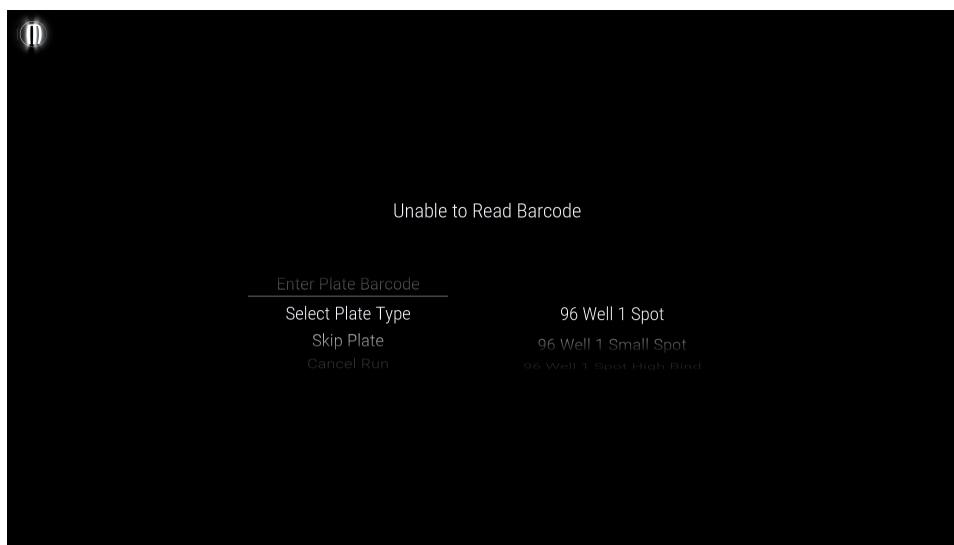 Unable to Read Barcode
Enter Plate Barcode
Select Plate Type
Skip Plate
Cancel Run
96 Well 1 Spot
96 Well 1 Small Spot
96 Well 1 Spot High Bind